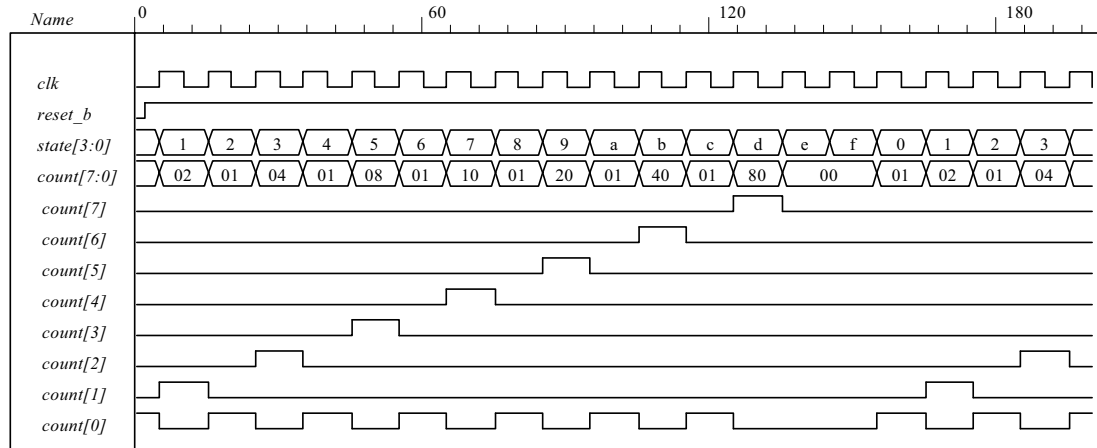 Name 0 60 120 180
clk
reset_b
state[3:0] 1 2 3 4 5 6 7 8 9 a b c d e f 0 1 2 3
count[7:0] 02 01 04 01 08 01 10 01 20 01 40 01 80 00 01 02 01 04
count[7]
count[6]
count[5]
count[4]
count[3]
count[2]
count[1]
count[0]